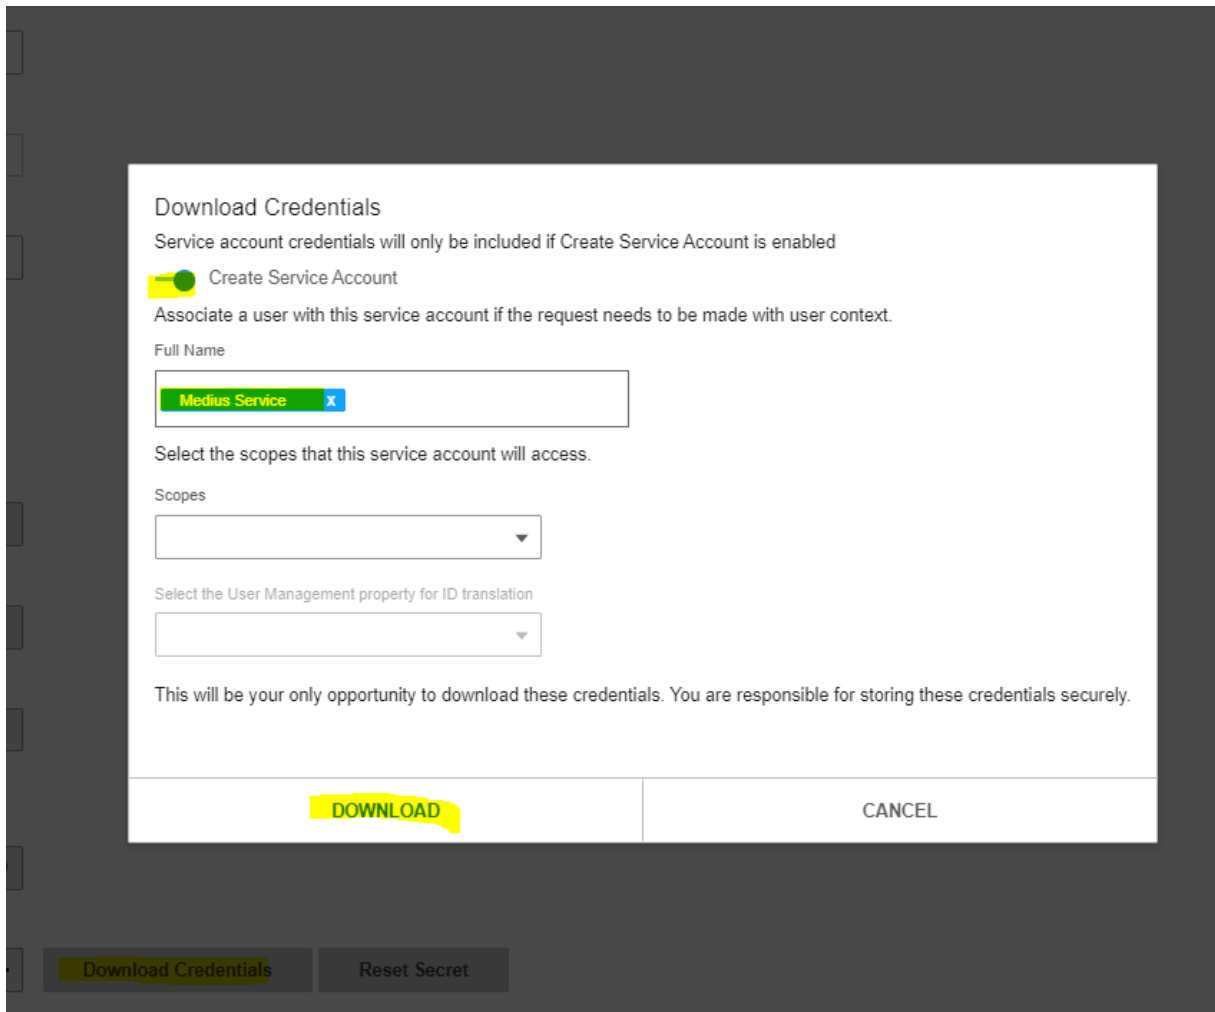 Download Credentials
Service account credentials will only be included if Create Service Account is enabled
Create Service Account
Associate a user with this service account if the request needs to be made with user context.
Full Name
Medius Service x
Select the scopes that this service account will access.
Scopes
Select the User Management property for ID translation
This will be your only opportunity to download these credentials. You are responsible for storing these credentials securely.
DOWNLOAD CANCEL
Download Credentials Reset Secret